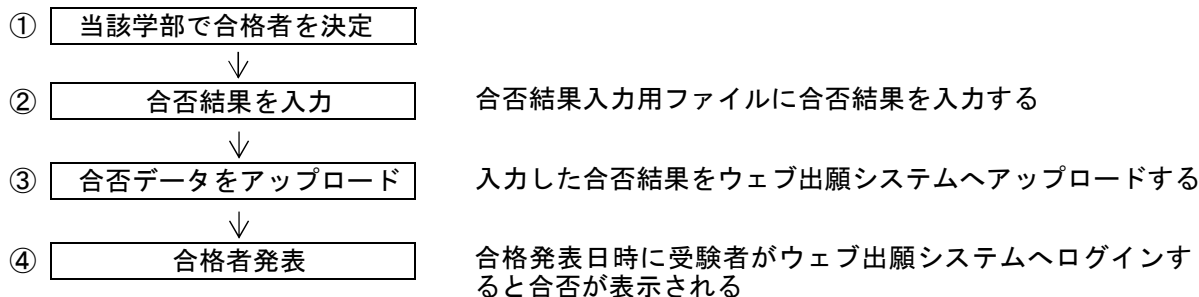 ① 当該学部で合格者を決定
↓
② 合否結果を入力 合否結果入力用ファイルに合否結果を入力する
↓
③ 合否データをアップロード 入力した合否結果をウェブ出願システムへアップロードする
↓
④ 合格者発表 合格発表日時に受験者がウェブ出願システムへログインす
ると合否が表示される